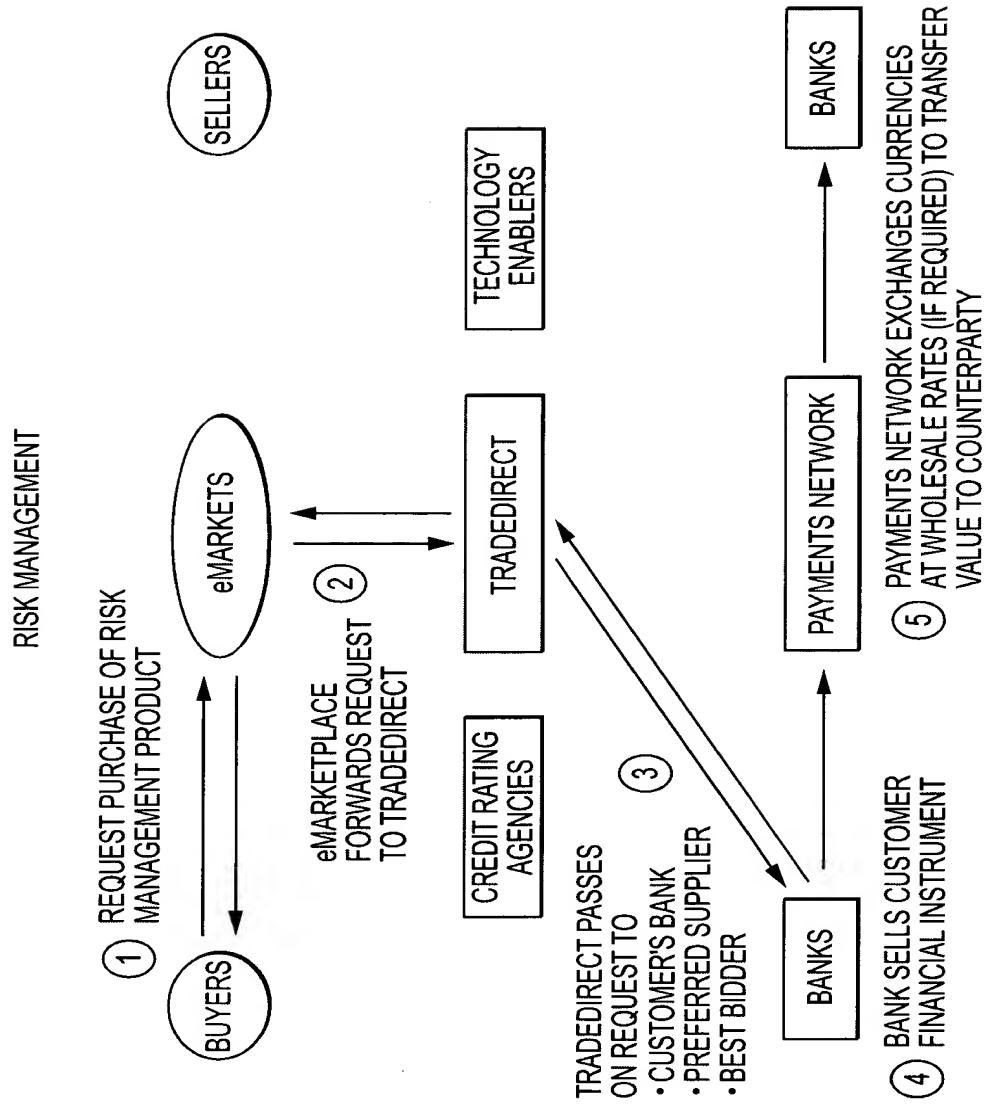 RISK MANAGEMENT
① REQUEST PURCHASE OF RISK
MANAGEMENT PRODUCT
BUYERS
eMARKETS
SELLERS
②
eMARKETPLACE
FORWARDS REQUEST
TO TRADEDIRECT
CREDIT RATING
AGENCIES
TRADEDIRECT
TECHNOLOGY
ENABLERS
TRADEDIRECT PASSES
ON REQUEST TO
• CUSTOMER'S BANK
• PREFERRED SUPPLIER
• BEST BIDDER
③
BANKS
PAYMENTS NETWORK
BANKS
④ BANK SELLS CUSTOMER
FINANCIAL INSTRUMENT
⑤ PAYMENTS NETWORK EXCHANGES CURRENCIES
AT WHOLESALE RATES (IF REQUIRED) TO TRANSFER
VALUE TO COUNTERPARTY